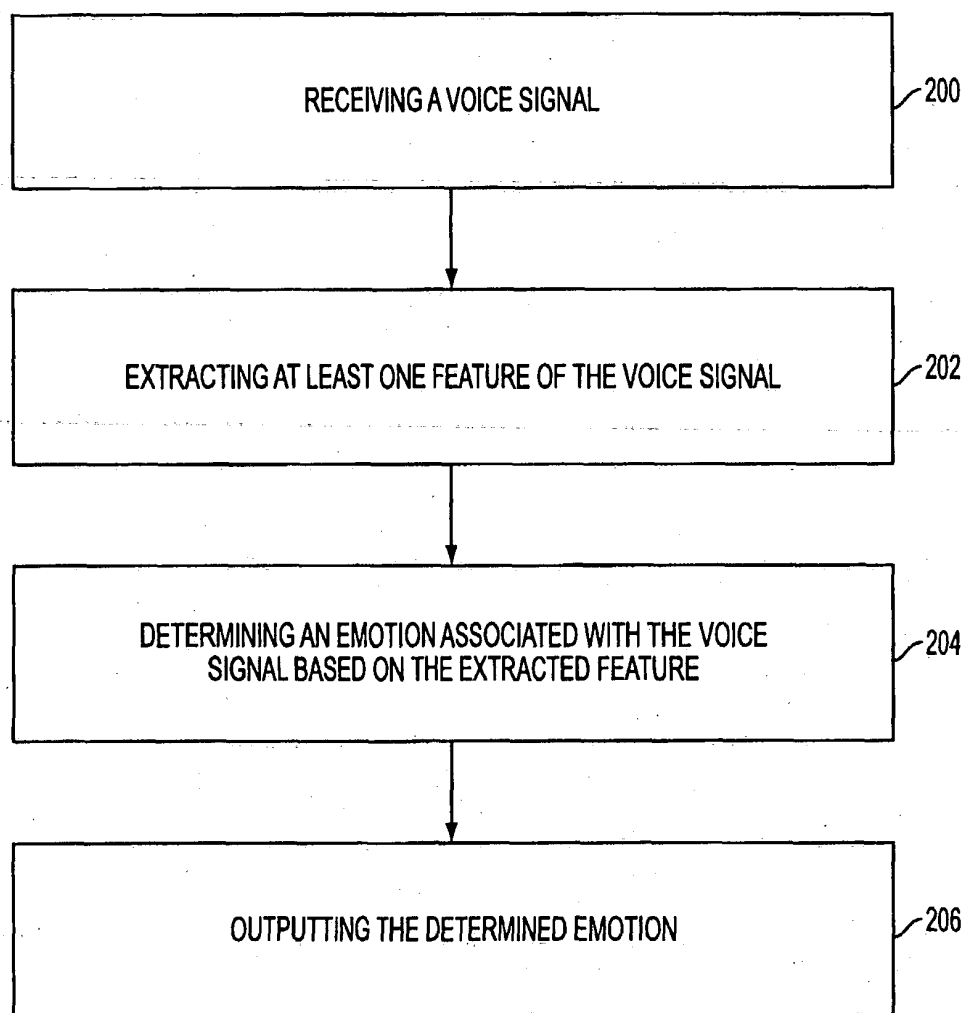 RECEIVING A VOICE SIGNAL
200
EXTRACTING AT LEAST ONE FEATURE OF THE VOICE SIGNAL
202
DETERMINING AN EMOTION ASSOCIATED WITH THE VOICE
SIGNAL BASED ON THE EXTRACTED FEATURE
204
OUTPUTTING THE DETERMINED EMOTION
206